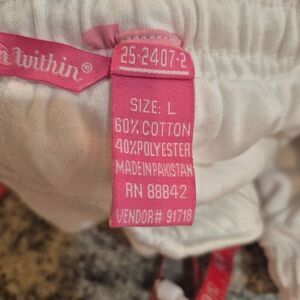 Within®
25-2407-2
SIZE: L
60% COTTON
40% POLYESTER
MADE IN PAKISTAN
RN 88842
VENDOR# 91718